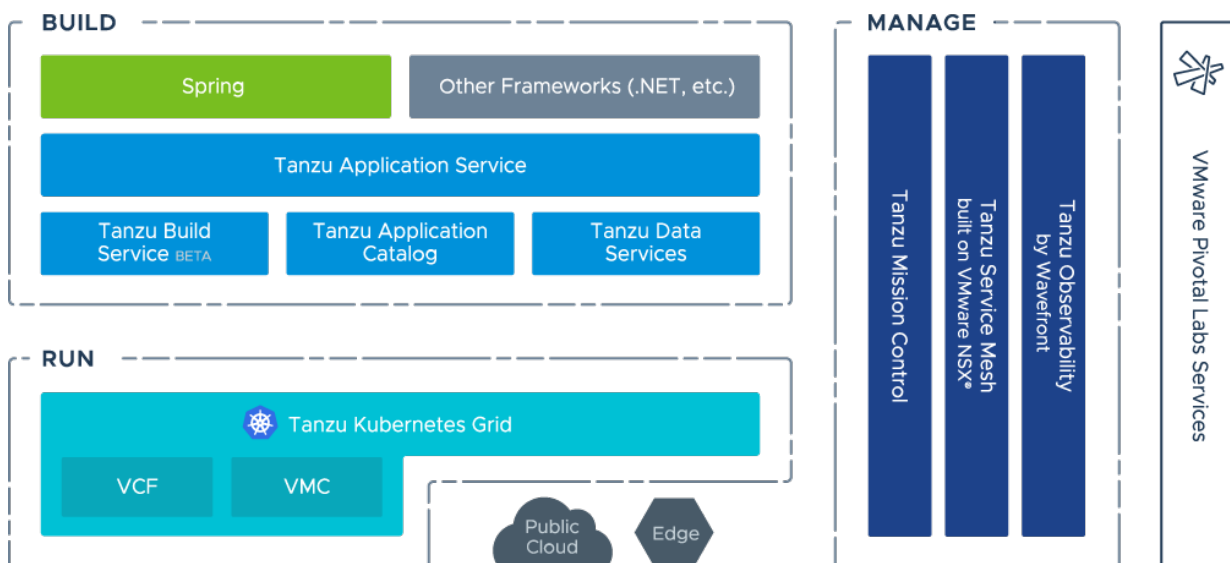 BUILD
Spring
Other Frameworks (.NET, etc.)
Tanzu Application Service
Tanzu Build
Service BETA
Tanzu Application
Catalog
Tanzu Data
Services
RUN
Tanzu Kubernetes Grid
VCF
VMC
Public
Cloud
Edge
MANAGE
Tanzu Mission Control
Tanzu Service Mesh
built on VMware NSX®
Tanzu Observability
by Wavefront
VMware Pivotal Labs Services